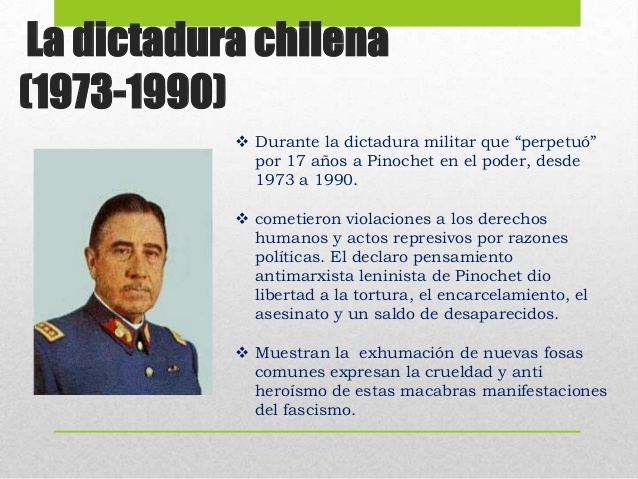 La dictadura chilena
(1973-1990)
❖ Durante la dictadura militar que “perpetuó”
por 17 años a Pinochet en el poder, desde
1973 a 1990.
❖ cometieron violaciones a los derechos
humanos y actos represivos por razones
políticas. El declaro pensamiento
antimarxista leninista de Pinochet dio
libertad a la tortura, el encarcelamiento, el
asesinato y un saldo de desaparecidos.
❖ Muestran la exhumación de nuevas fosas
comunes expresan la crueldad y anti
heroísmo de estas macabras manifestaciones
del fascismo.